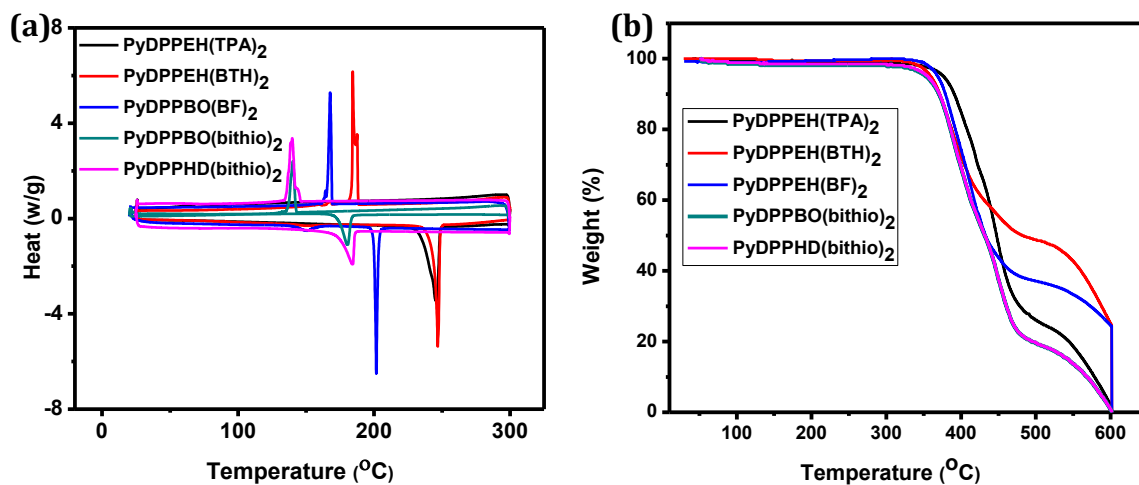 (a)
8
4
0
-4
-8
Heat (w/g)
PyDPPEH(TPA)2
PyDPPEH(BTH)2
PyDPPBO(BF)2
PyDPPBO(bithio)2
PyDPPHD(bithio)2
0 100 200 300
Temperature (OC)
(b)
100
80
60
40
20
0
Weight (%)
PyDPPEH(TPA)2
PyDPPEH(BTH)2
PyDPPEH(BF)2
PyDPPBO(bithio)2
PyDPPHD(bithio)2
100 200 300 400 500 600
Temperature (OC)